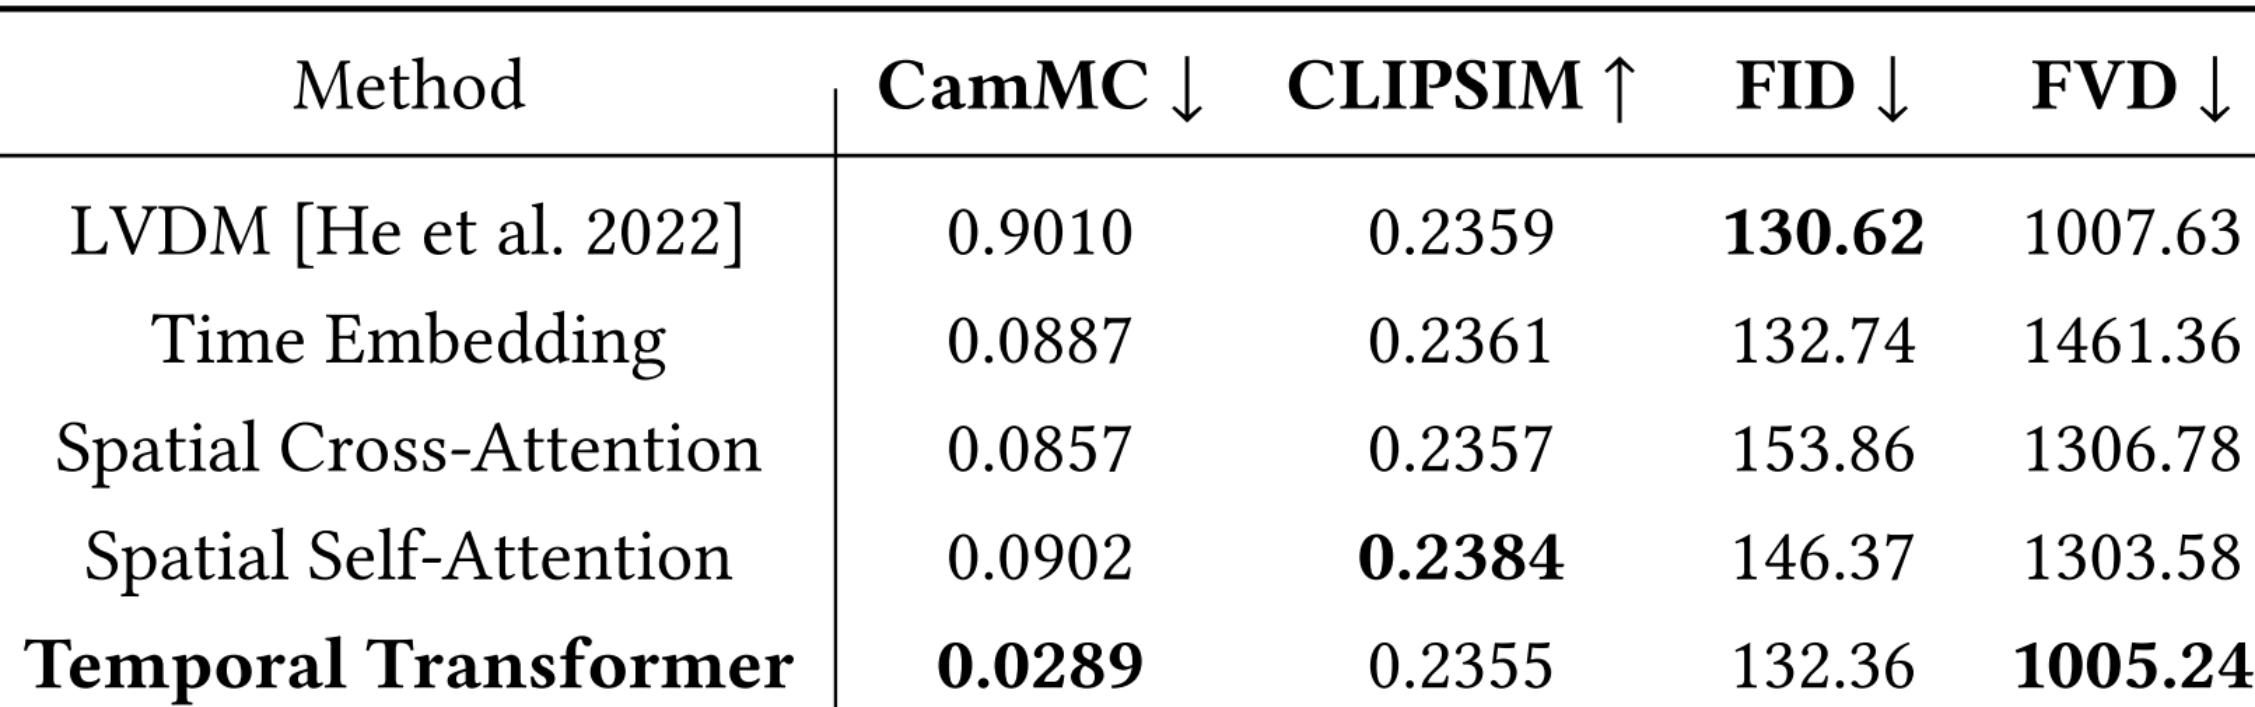 Method CamMC ↓ CLIPSIM ↑ FID ↓ FVD ↓
LVDM [He et al. 2022] 0.9010 0.2359 130.62 1007.63
Time Embedding 0.0887 0.2361 132.74 1461.36
Spatial Cross-Attention 0.0857 0.2357 153.86 1306.78
Spatial Self-Attention 0.0902 0.2384 146.37 1303.58
Temporal Transformer 0.0289 0.2355 132.36 1005.24